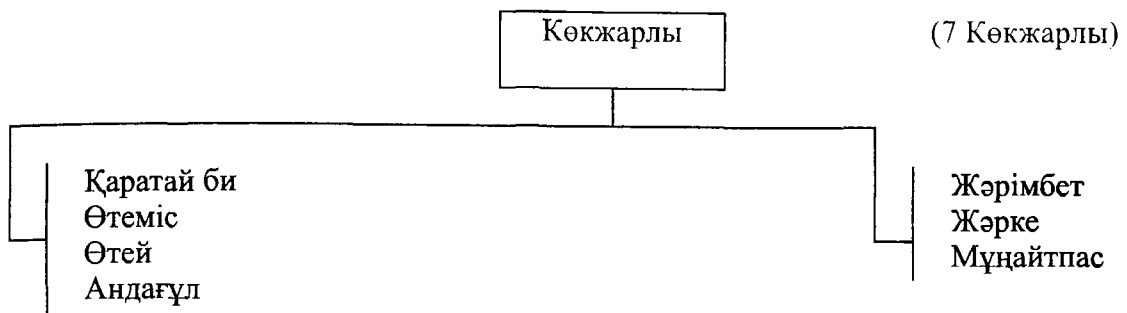 Көкжарлы
(7 Көкжарлы)
Қаратай би
Өтеміс
Өтей
Андағұл
Жәрімбет
Жәрке
Мұңайтпас